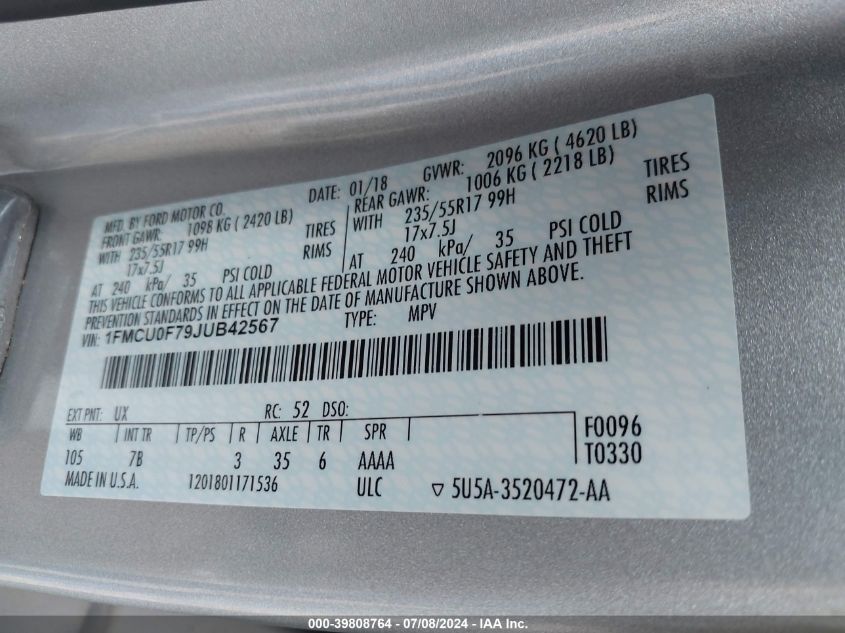 MFD. BY FORD MOTOR CO. DATE: 01/18 GVWR: 2096 KG ( 4620 LB)
FRONT GAWR: 1098 KG ( 2420 LB) REAR GAWR: 1006 KG ( 2218 LB)
WITH 235/55R17 99H TIRES WITH 235/55R17 99H TIRES
17x7.5J RIMS 17x7.5J RIMS
AT 240 kPa/ 35 PSI COLD AT 240 kPa/ 35 PSI COLD
THIS VEHICLE CONFORMS TO ALL APPLICABLE FEDERAL MOTOR VEHICLE SAFETY AND THEFT
PREVENTION STANDARDS IN EFFECT ON THE DATE OF MANUFACTURE SHOWN ABOVE.
VIN: 1FMCU0F79JUB42567 TYPE: MPV
EXT PNT: UX RC: 52 DSO:
WB INT TR TP/PS R AXLE TR SPR F0096
105 7B 3 35 6 AAAA T0330
MADE IN U.S.A. 1201801171536 ULC ▽ 5U5A-3520472-AA
000-39808764 / 07/08/2024 - IAA Inc.